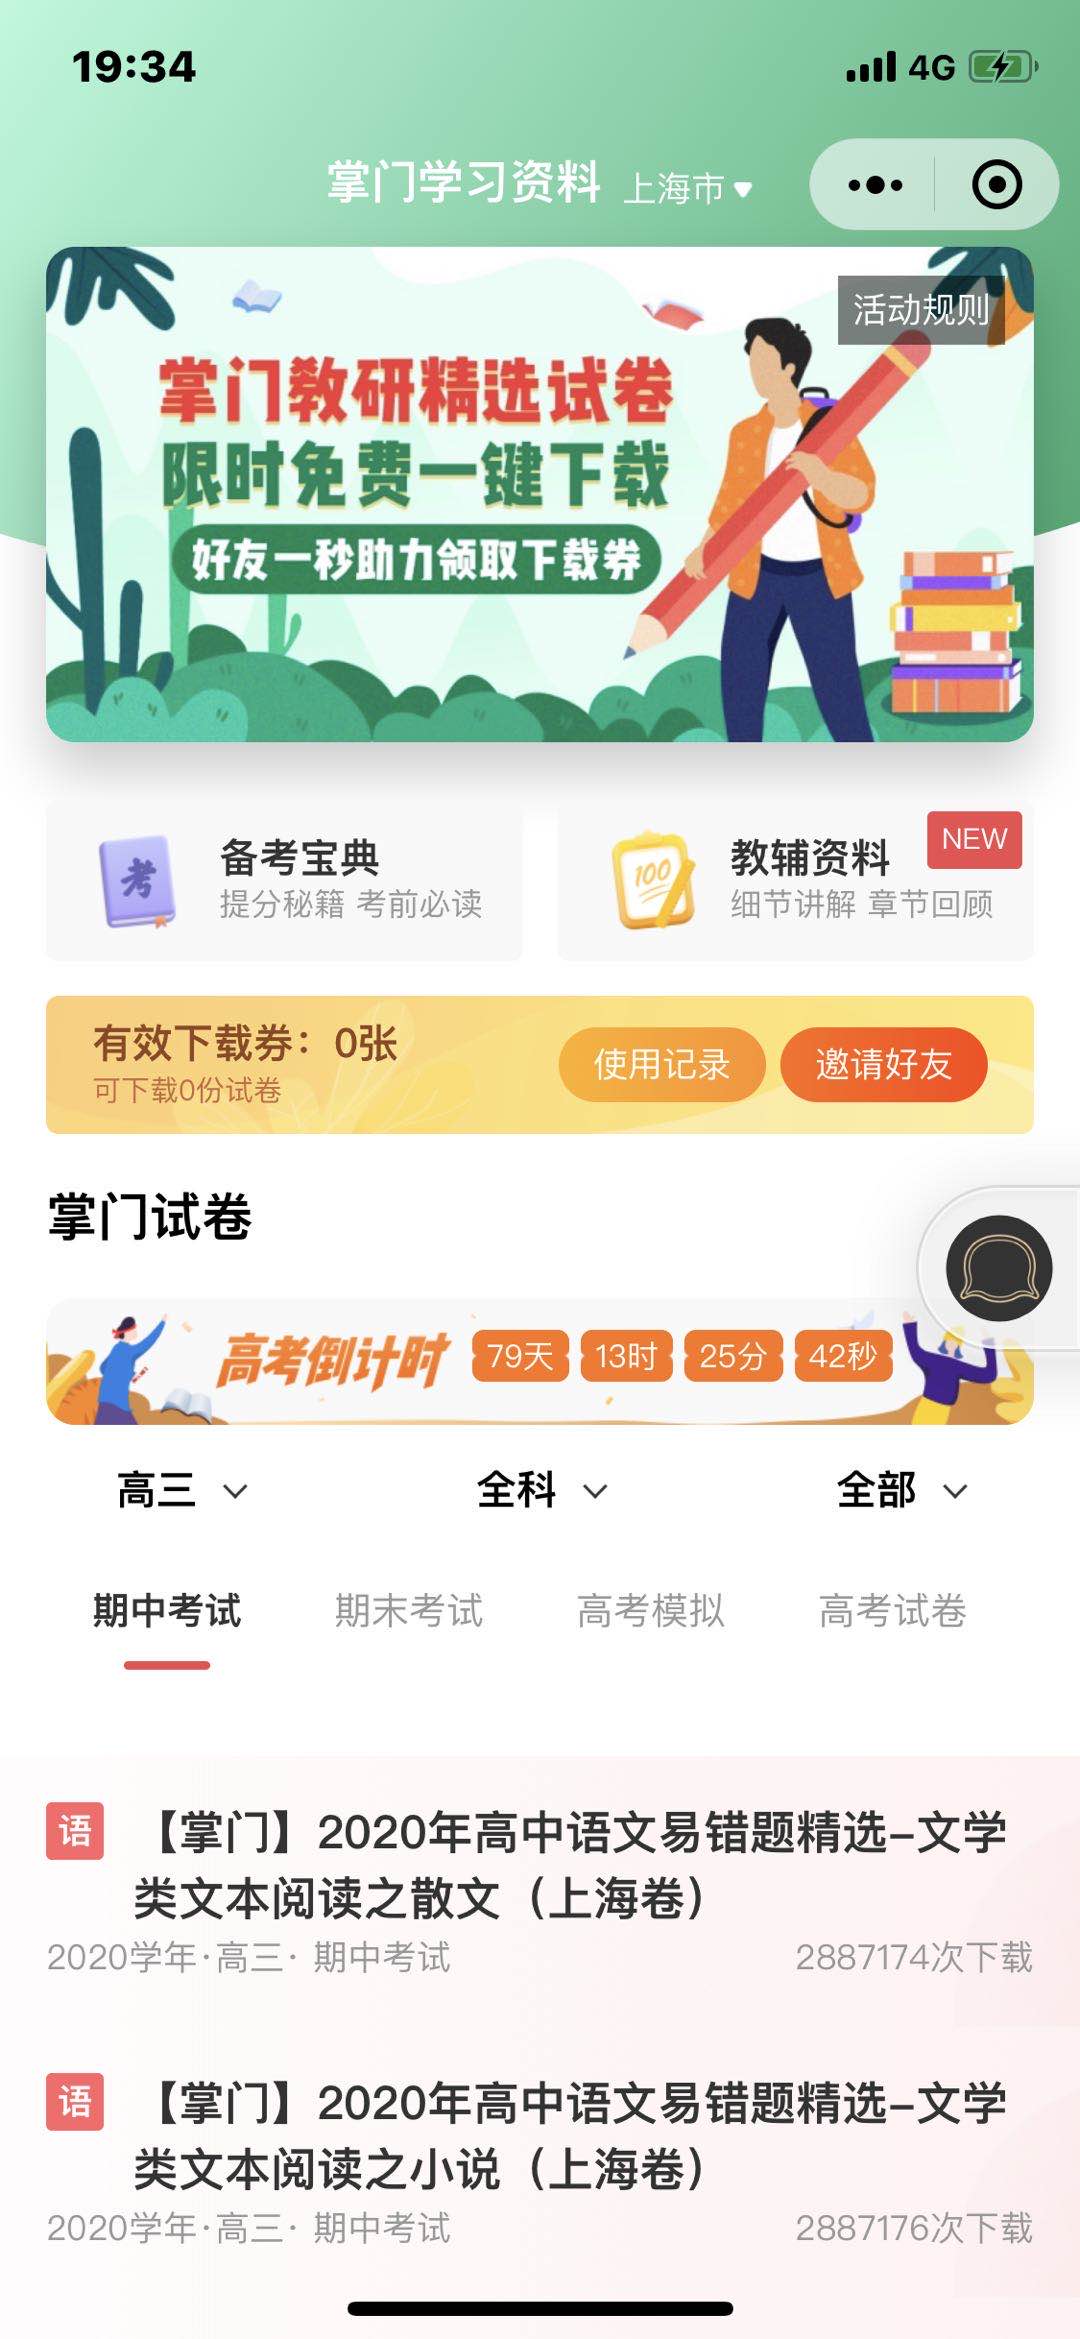 19:34
4G
掌门学习资料 上海市
活动规则
掌门教研精选试卷
限时免费一键下载
好友一秒助力领取下载券
考
备考宝典
提分秘籍 考前必读
100
教辅资料
NEW
细节讲解 章节回顾
有效下载券：0张
可下载0份试卷
使用记录
邀请好友
掌门试卷
高考倒计时 79天 13时 25分 42秒
高三 全科 全部
期中考试 期末考试 高考模拟 高考试卷
语 【掌门】2020年高中语文易错题精选–文学
类文本阅读之散文（上海卷）
2020学年·高三· 期中考试 2887174次下载
语 【掌门】2020年高中语文易错题精选–文学
类文本阅读之小说（上海卷）
2020学年·高三· 期中考试 2887176次下载